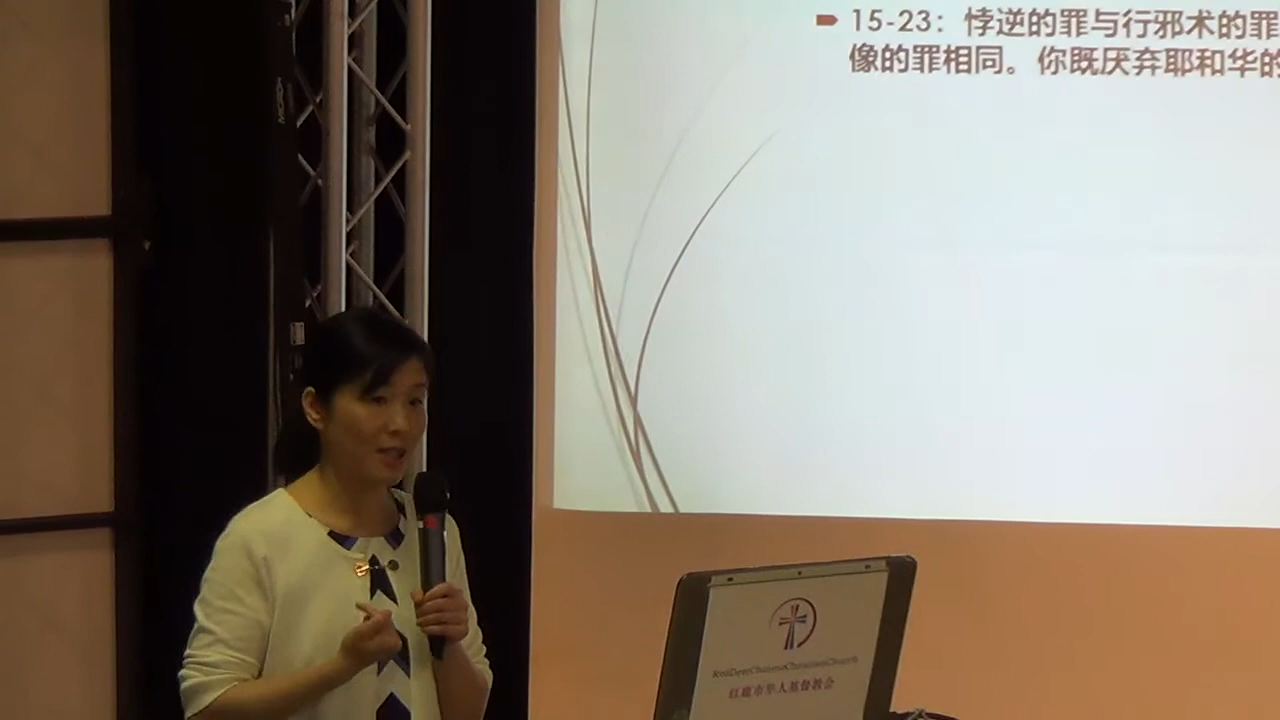 15-23：悖逆的罪与行邪术的罪
像的罪相同。你既厌弃耶和华的
RedDeerChineseChristianChurch
红鹿市华人基督教会